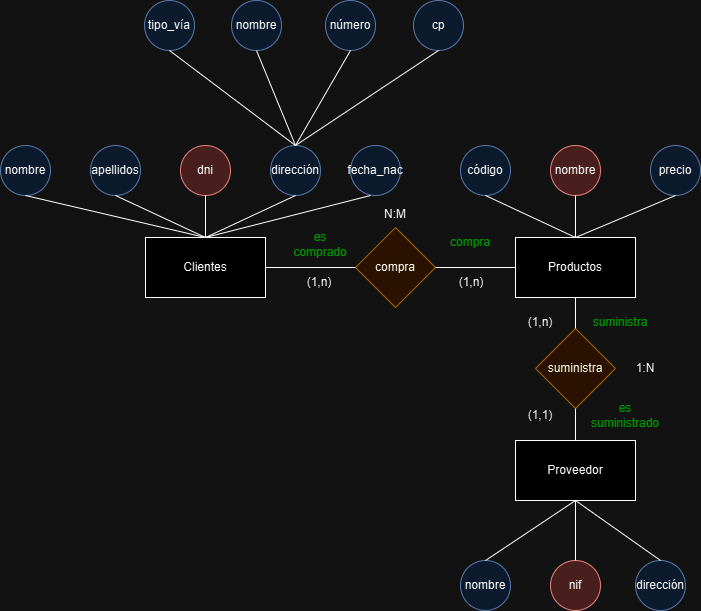 tipo_vía
nombre
número
cp
nombre
apellidos
dni
dirección
fecha_nac
código
nombre
precio
N:M
es
comprado
compra
Clientes
compra
Productos
(1,n)
(1,n)
(1,n)
suministra
suministra
1:N
(1,1)
es
suministrado
Proveedor
nombre
nif
dirección